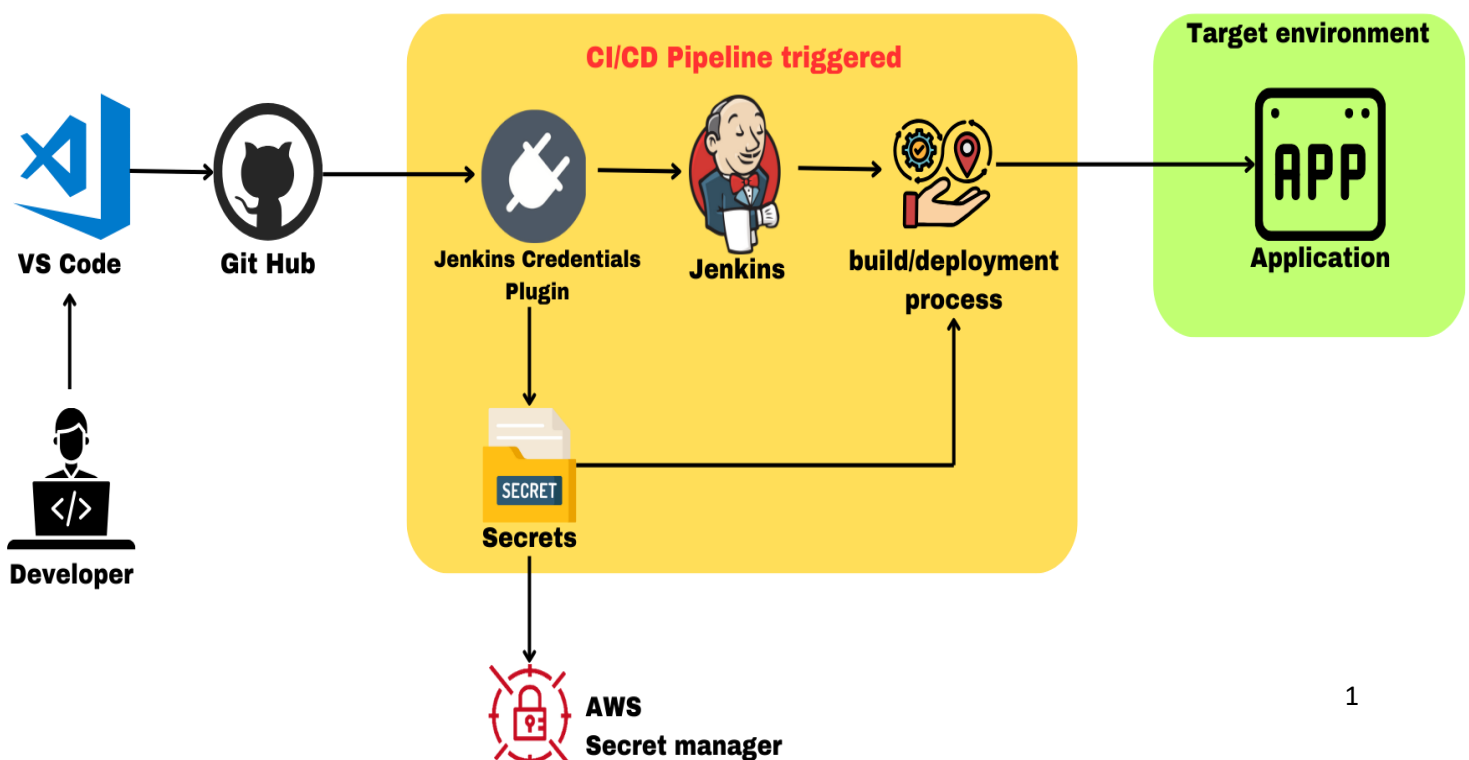 Target environment
CI/CD Pipeline triggered
APP
VS Code
Git Hub
Jenkins Credentials
Plugin
Jenkins
build/deployment
process
Application
SECRET
Secrets
</>
Developer
AWS
Secret manager
1